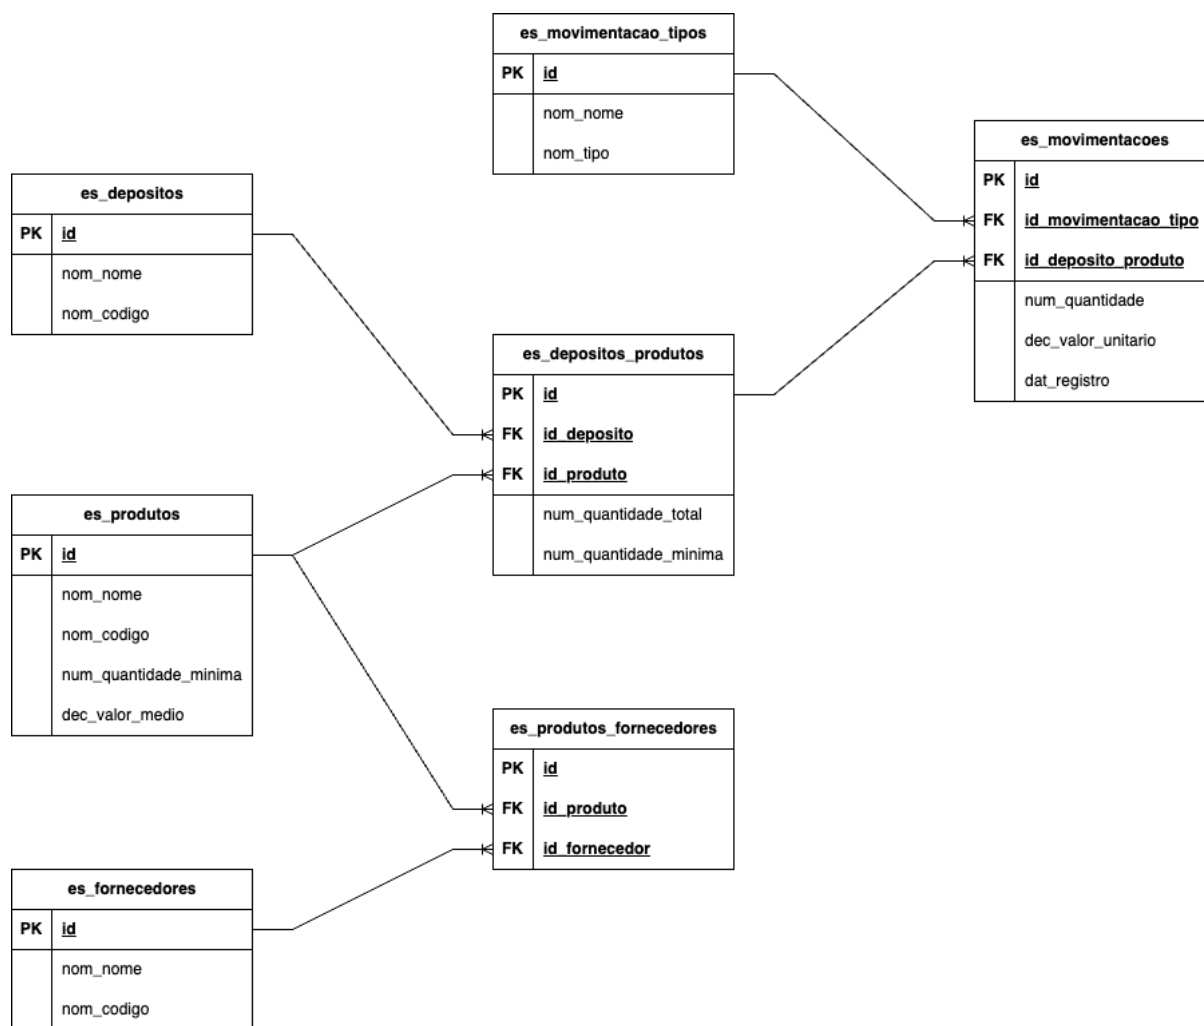 es_movimentacao_tipos
PK id
nom_nome
nom_tipo
es_movimentacoes
PK id
FK id_movimentacao_tipo
FK id_deposito_produto
num_quantidade
dec_valor_unitario
dat_registro
es_depositos
PK id
nom_nome
nom_codigo
es_depositos_produtos
PK id
FK id_deposito
FK id_produto
num_quantidade_total
num_quantidade_minima
es_produtos
PK id
nom_nome
nom_codigo
num_quantidade_minima
dec_valor_medio
es_produtos_fornecedores
PK id
FK id_produto
FK id_fornecedor
es_fornecedores
PK id
nom_nome
nom_codigo